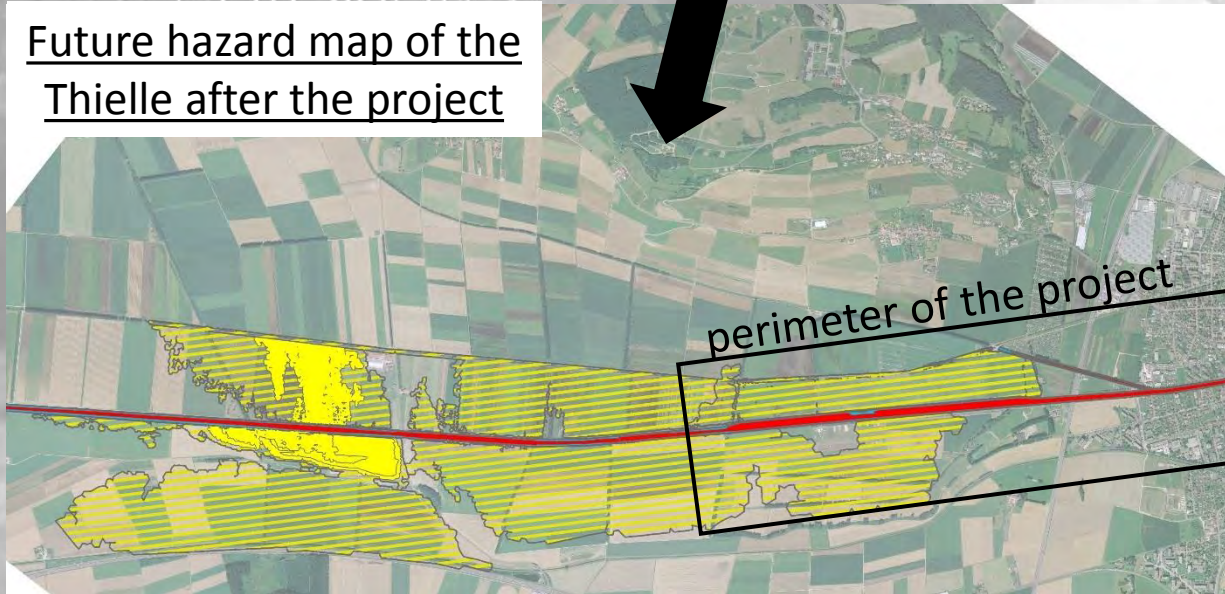 Future hazard map of the
Thielle after the project
perimeter of the project